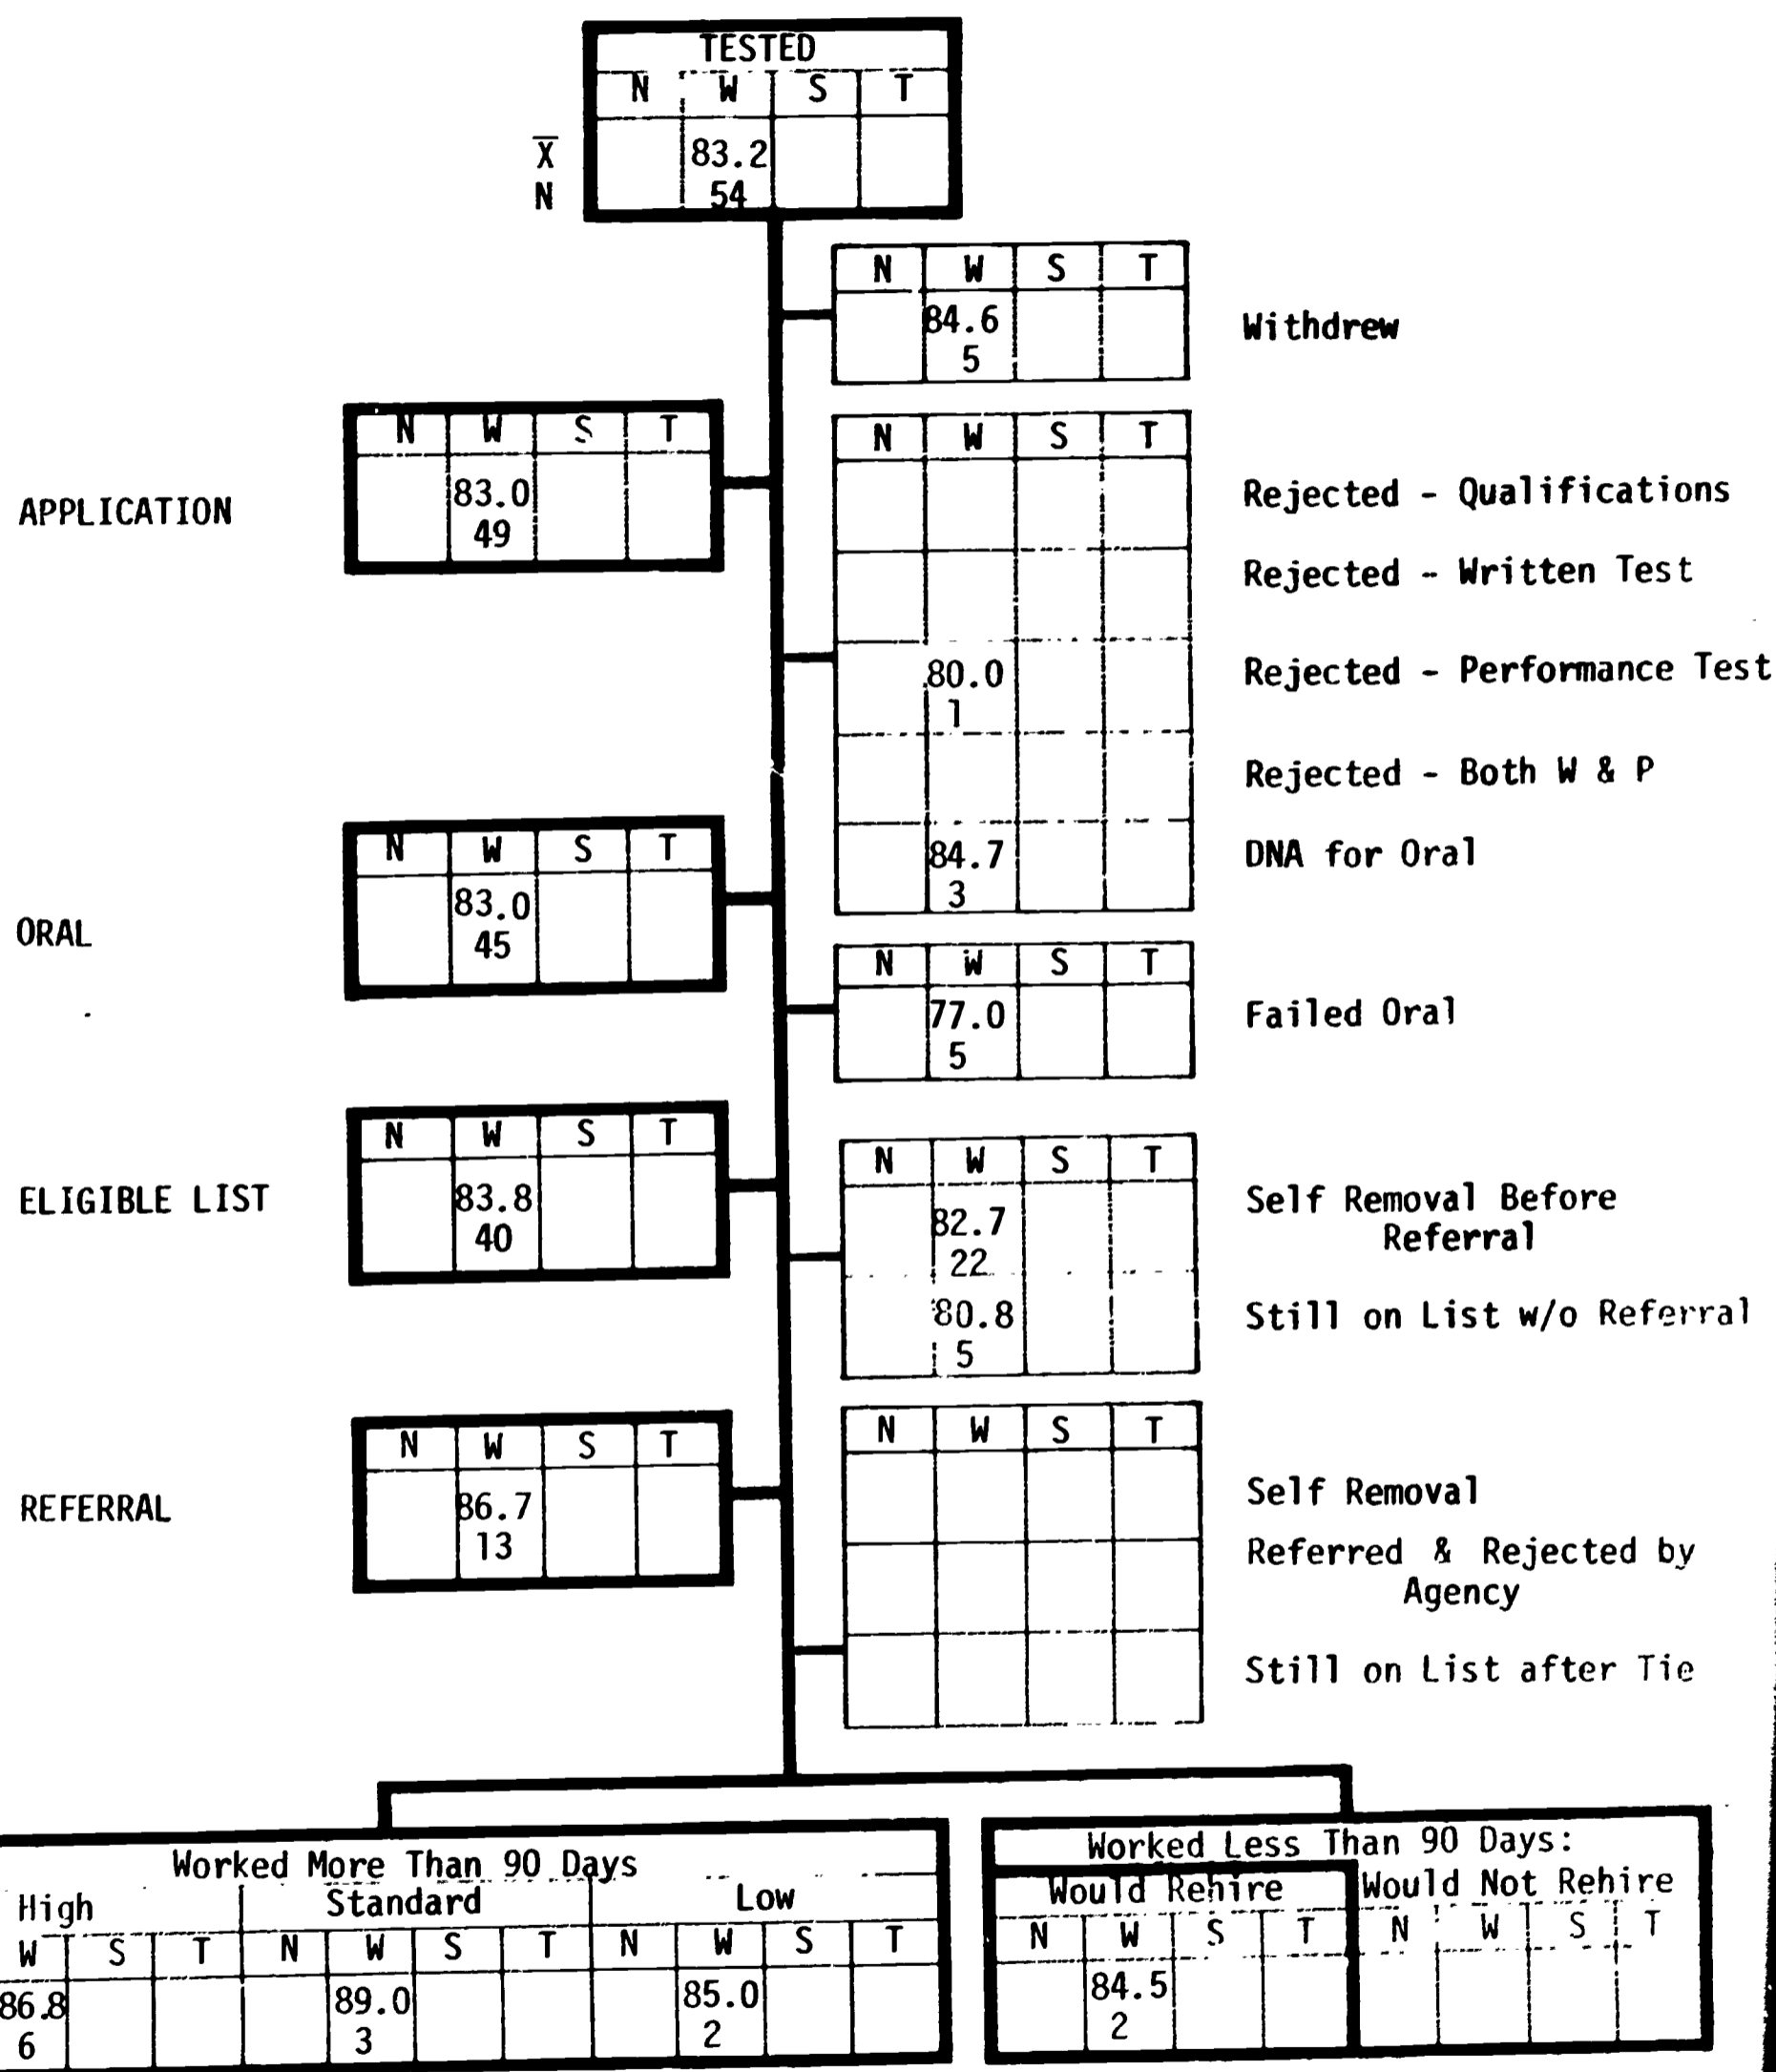 TESTED
N W S T
X̄ 83.2
N 54
N W S T
84.6
5
Withdrew
APPLICATION
N W S T
83.0
49
N W S T
Rejected - Qualifications
Rejected - Written Test
80.0
1
Rejected - Performance Test
Rejected - Both W & P
84.7
3
DNA for Oral
ORAL
N W S T
83.0
45
N W S T
77.0
5
Failed Oral
ELIGIBLE LIST
N W S T
83.8
40
N W S T
82.7
22
Self Removal Before
Referral
80.8
5
Still on List w/o Referral
REFERRAL
N W S T
86.7
13
N W S T
Self Removal
Referred & Rejected by
Agency
Still on List after Tie
Worked More Than 90 Days
High Standard Low
W S T N W S T N W S T
86.8 89.0 85.0
6 3 2
Worked Less Than 90 Days:
Would Rehire Would Not Rehire
N W S T N W S T
84.5
2